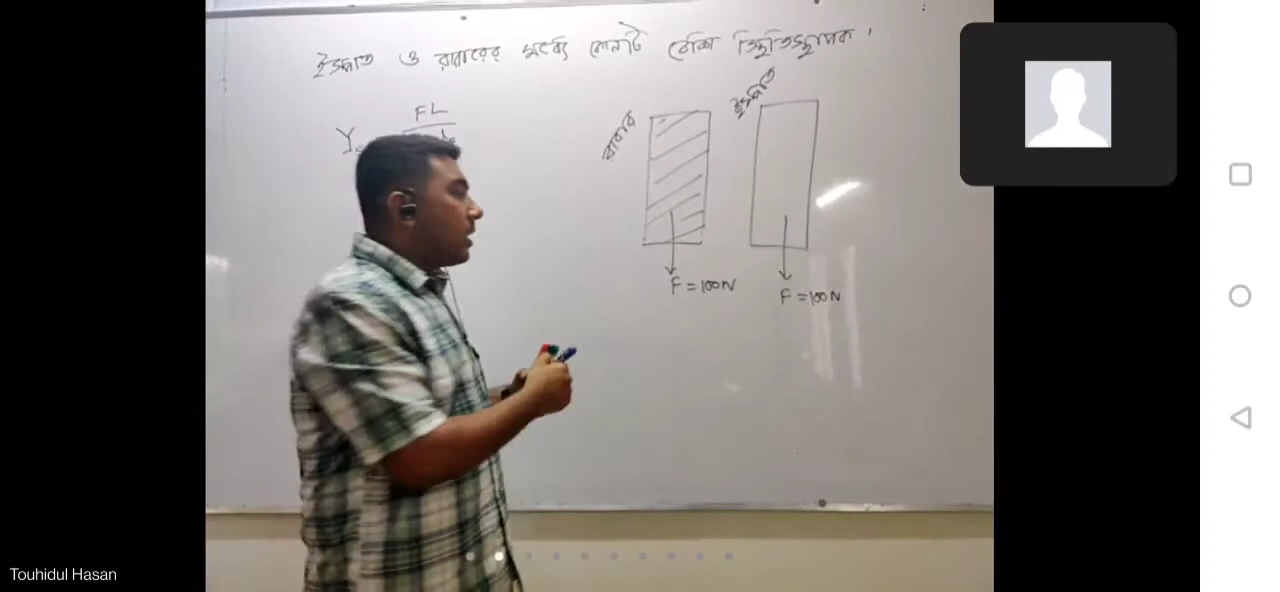 ইস্পাত ও রাবারের মধ্যে কোনটি বেশি স্থিতিস্থাপক।
FL
Y
রাবার
ইস্পাত
F = 100N
F = 100N
Touhidul Hasan